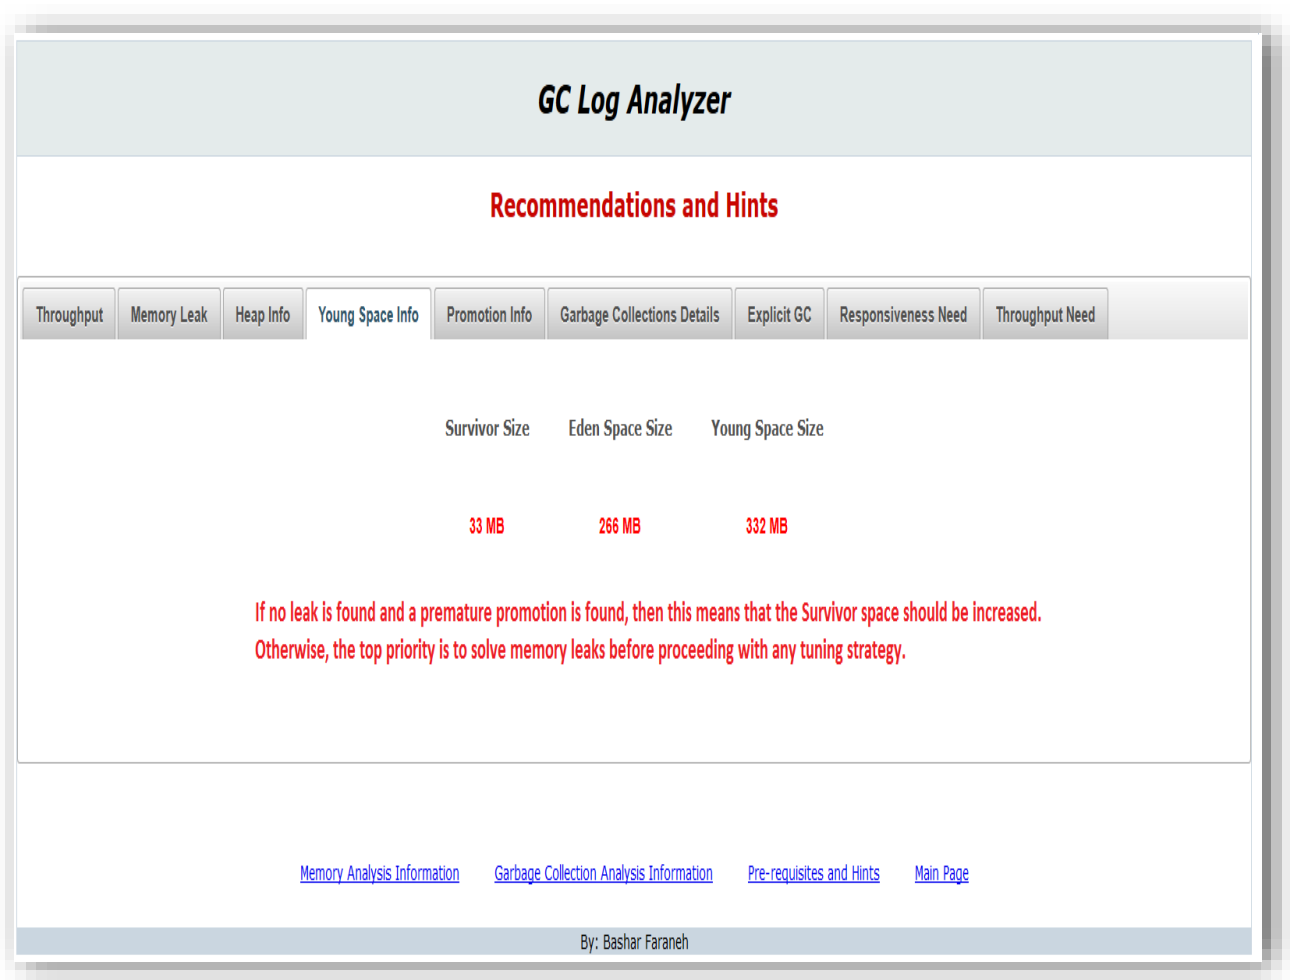 GC Log Analyzer
Recommendations and Hints
Throughput Memory Leak Heap Info Young Space Info Promotion Info Garbage Collections Details Explicit GC Responsiveness Need Throughput Need
Survivor Size Eden Space Size Young Space Size
33 MB 266 MB 332 MB
If no leak is found and a premature promotion is found, then this means that the Survivor space should be increased.
Otherwise, the top priority is to solve memory leaks before proceeding with any tuning strategy.
Memory Analysis Information Garbage Collection Analysis Information Pre-requisites and Hints Main Page
By: Bashar Faraneh